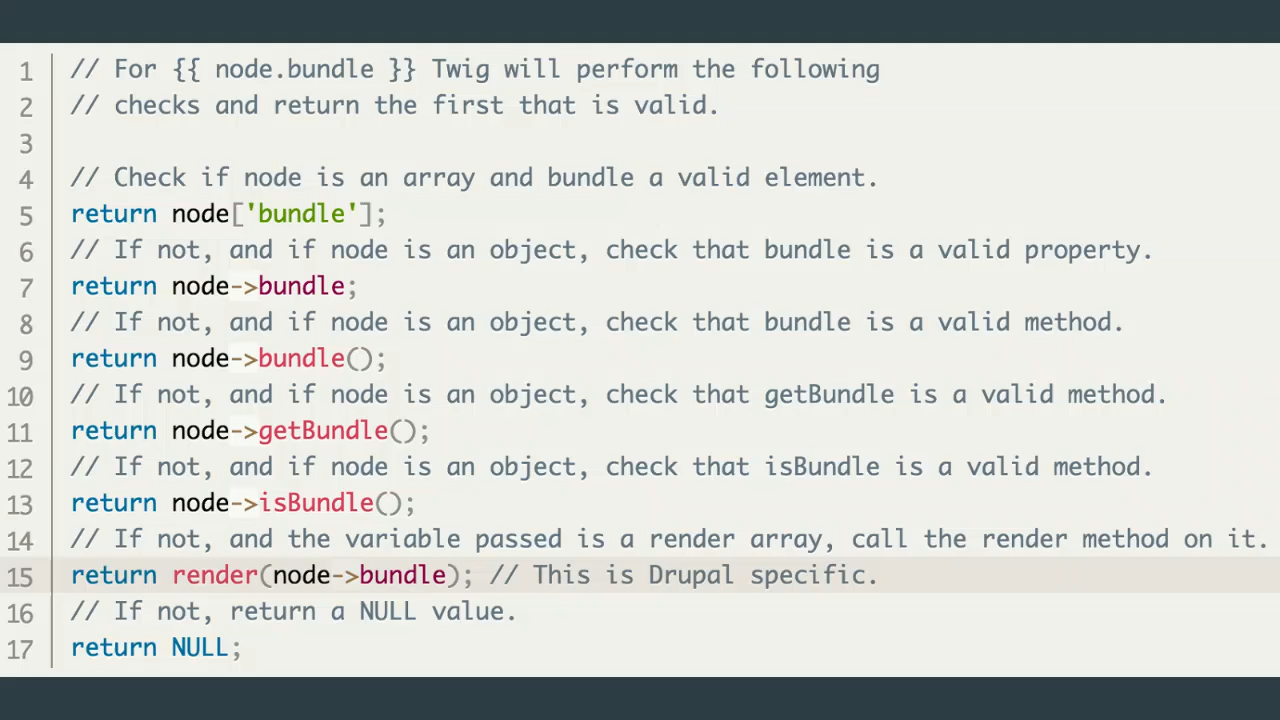 1 // For {{ node.bundle }} Twig will perform the following
2 // checks and return the first that is valid.
3
4 // Check if node is an array and bundle a valid element.
5 return node['bundle'];
6 // If not, and if node is an object, check that bundle is a valid property.
7 return node->bundle;
8 // If not, and if node is an object, check that bundle is a valid method.
9 return node->bundle();
10 // If not, and if node is an object, check that getBundle is a valid method.
11 return node->getBundle();
12 // If not, and if node is an object, check that isBundle is a valid method.
13 return node->isBundle();
14 // If not, and the variable passed is a render array, call the render method on it.
15 return render(node->bundle); // This is Drupal specific.
16 // If not, return a NULL value.
17 return NULL;